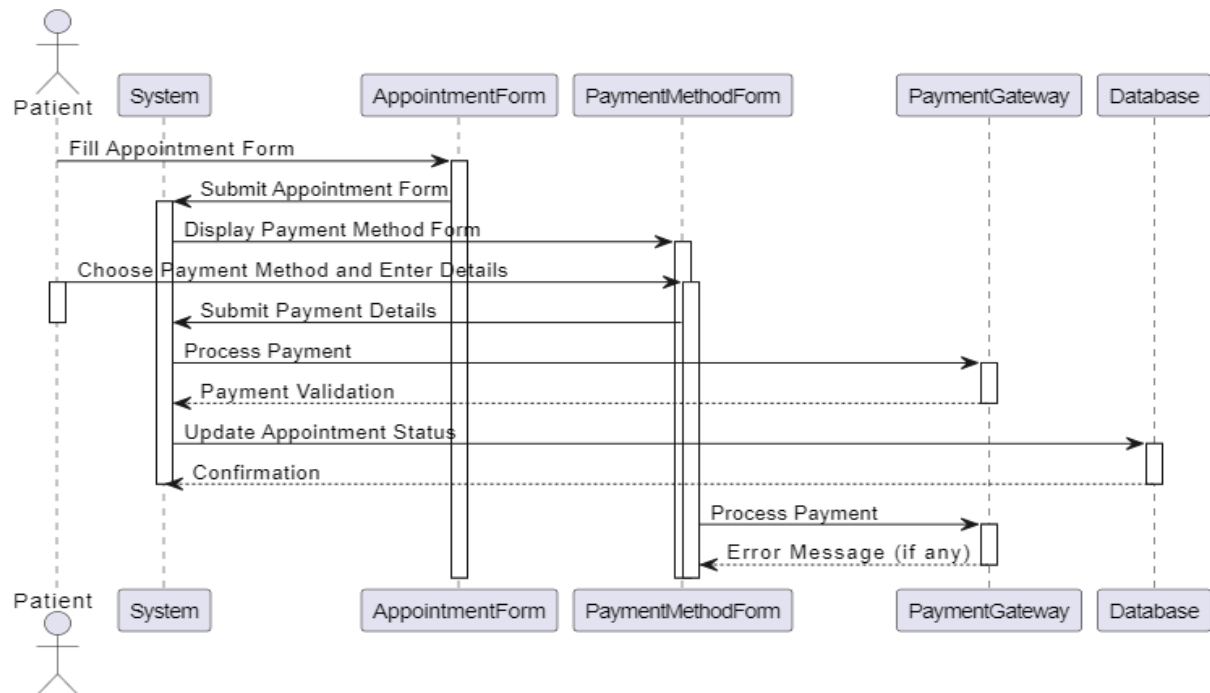 Patient
System
AppointmentForm
PaymentMethodForm
PaymentGateway
Database
Fill Appointment Form
Submit Appointment Form
Display Payment Method Form
Choose Payment Method and Enter Details
Submit Payment Details
Process Payment
Payment Validation
Update Appointment Status
Confirmation
Process Payment
Error Message (if any)
Patient
System
AppointmentForm
PaymentMethodForm
PaymentGateway
Database